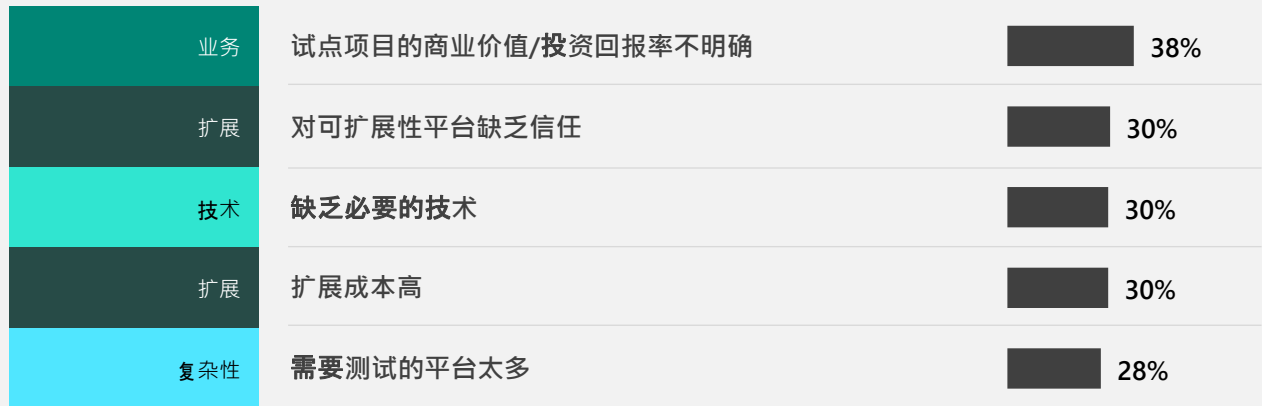 业务 试点项目的商业价值/投资回报率不明确 38%
扩展 对可扩展性平台缺乏信任 30%
技术 缺乏必要的技术 30%
扩展 扩展成本高 30%
复杂性 需要测试的平台太多 28%